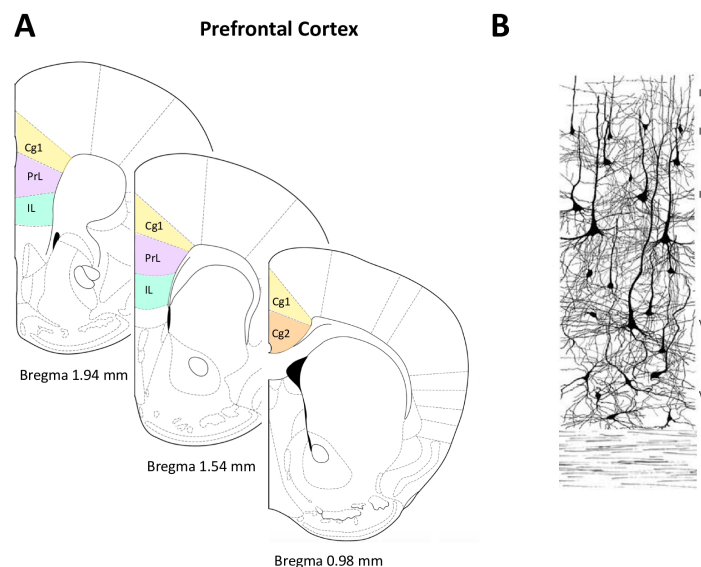 A
Prefrontal Cortex
B
Cg1
PrL
IL
Cg1
PrL
IL
Cg1
Cg2
Bregma 1.94 mm
Bregma 1.54 mm
Bregma 0.98 mm